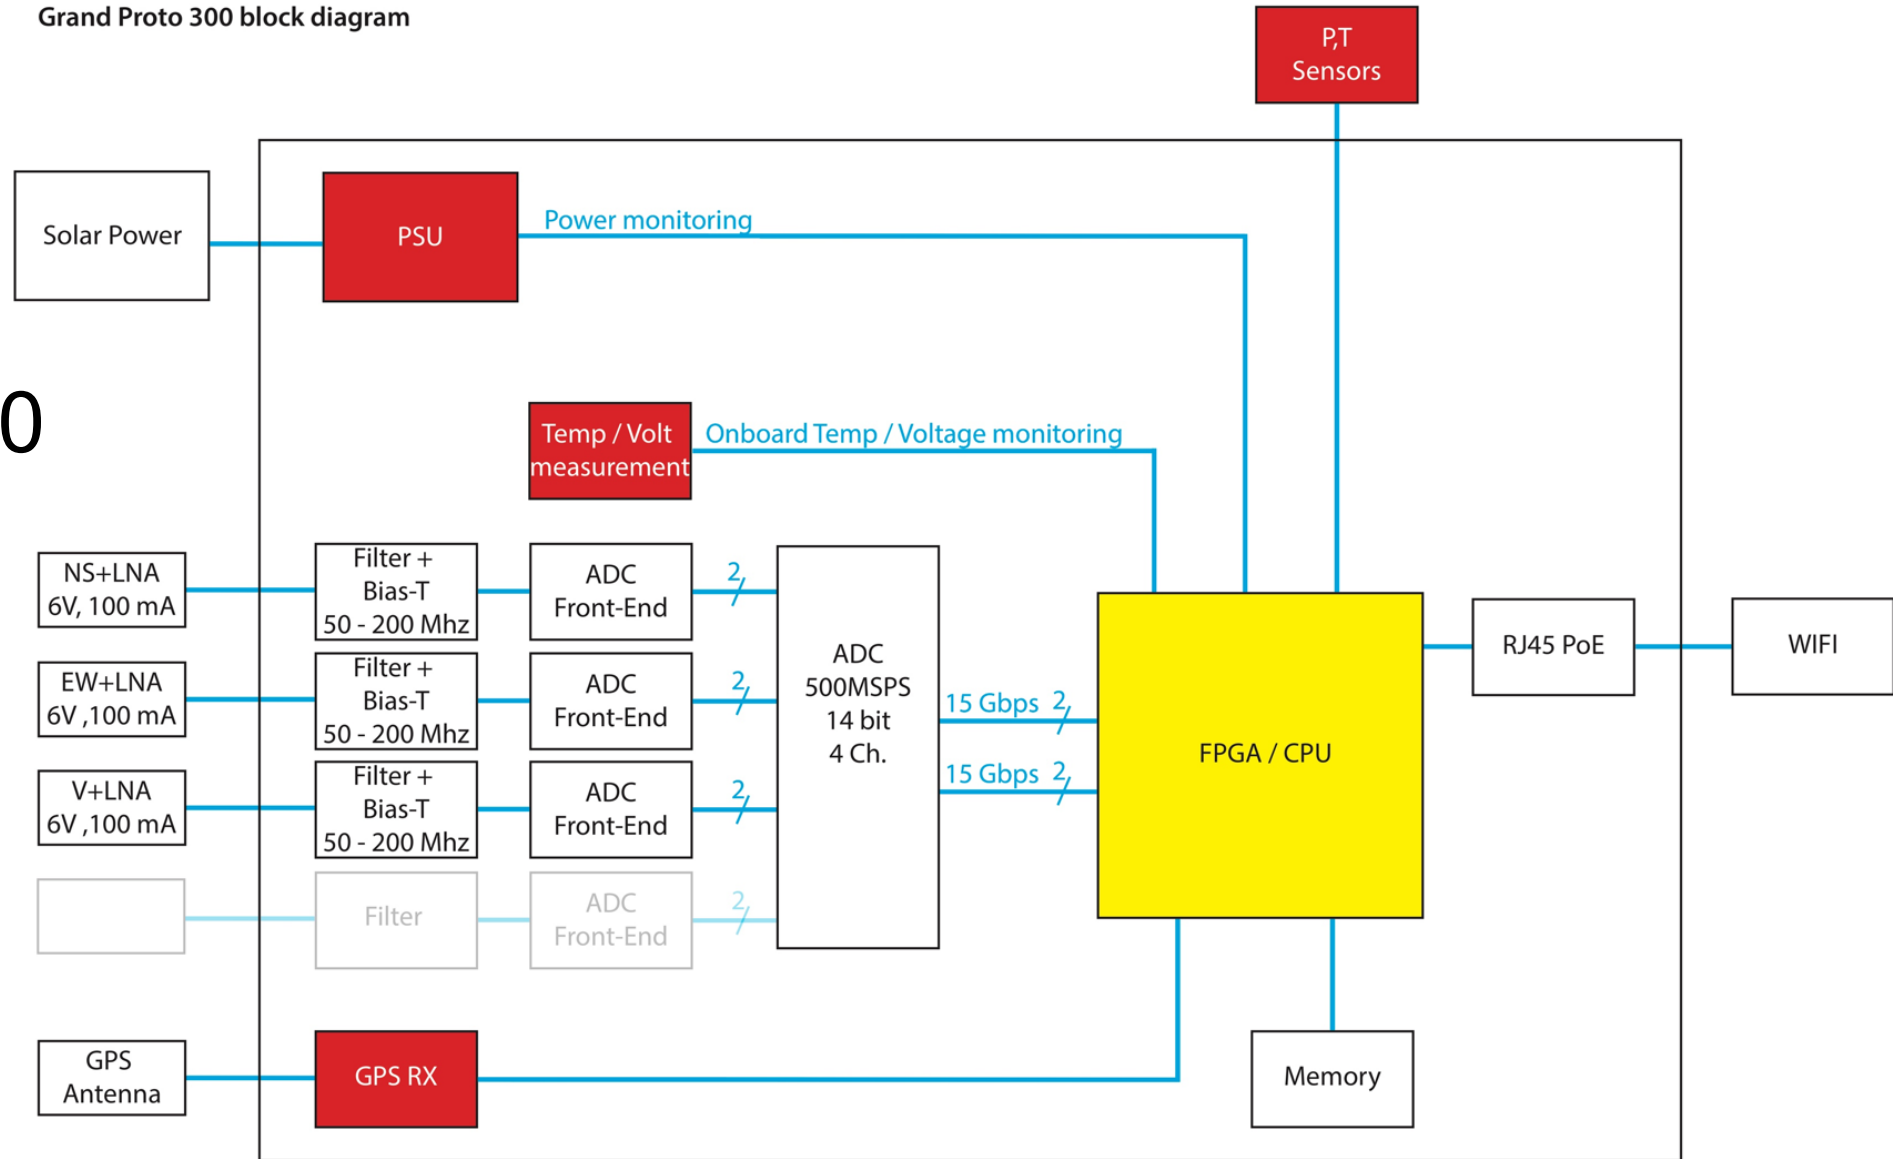 Grand Proto 300 block diagram
P,T
Sensors
Solar Power
PSU
Power monitoring
0
Temp / Volt
measurement
Onboard Temp / Voltage monitoring
NS+LNA
6V, 100 mA
Filter +
Bias-T
50 - 200 Mhz
ADC
Front-End
2
EW+LNA
6V ,100 mA
Filter +
Bias-T
50 - 200 Mhz
ADC
Front-End
2
V+LNA
6V ,100 mA
Filter +
Bias-T
50 - 200 Mhz
ADC
Front-End
2
Filter
ADC
Front-End
2
ADC
500MSPS
14 bit
4 Ch.
15 Gbps 2
15 Gbps 2
FPGA / CPU
RJ45 PoE
WIFI
GPS
Antenna
GPS RX
Memory